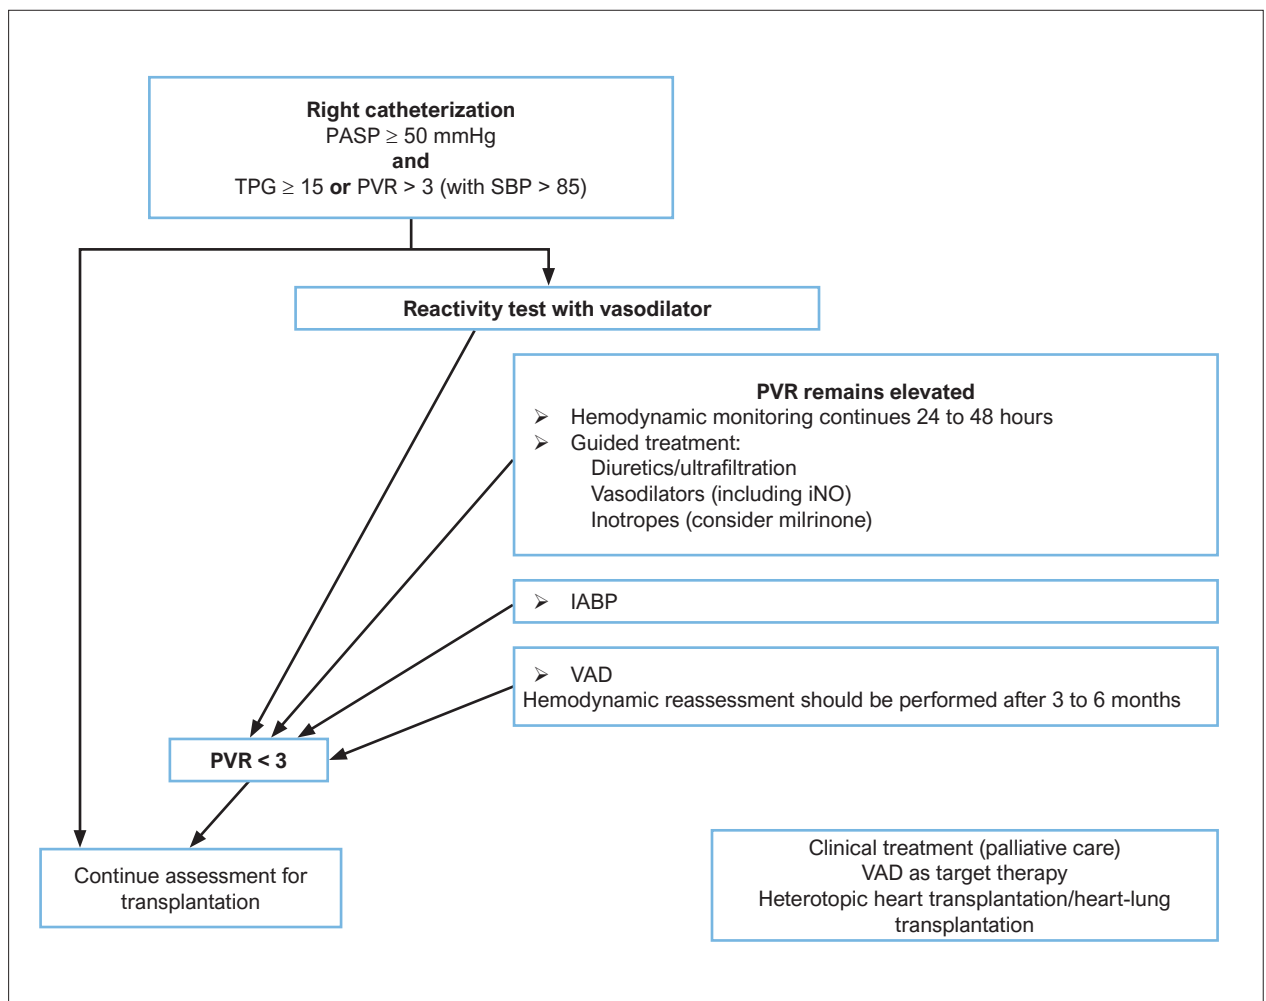 Right catheterization
PASP ≥ 50 mmHg
and
TPG ≥ 15 or PVR > 3 (with SBP > 85)
Reactivity test with vasodilator
PVR remains elevated
➢ Hemodynamic monitoring continues 24 to 48 hours
➢ Guided treatment:
Diuretics/ultrafiltration
Vasodilators (including iNO)
Inotropes (consider milrinone)
➢ IABP
➢ VAD
Hemodynamic reassessment should be performed after 3 to 6 months
PVR < 3
Continue assessment for
transplantation
Clinical treatment (palliative care)
VAD as target therapy
Heterotopic heart transplantation/heart-lung
transplantation